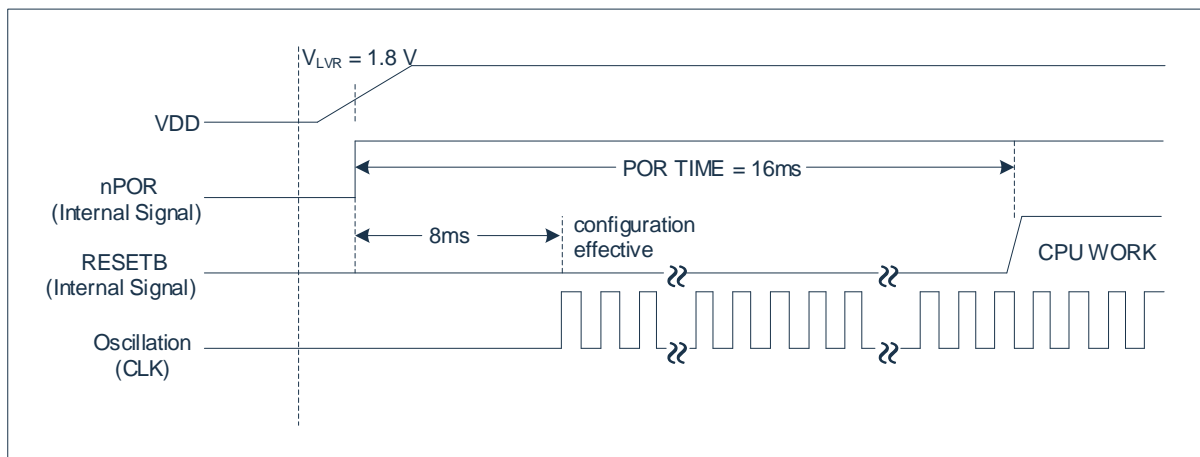 VLVR = 1.8 V
VDD
POR TIME = 16ms
nPOR
(Internal Signal)
configuration
8ms
effective
RESETB
CPU WORK
(Internal Signal)
Oscillation
(CLK)